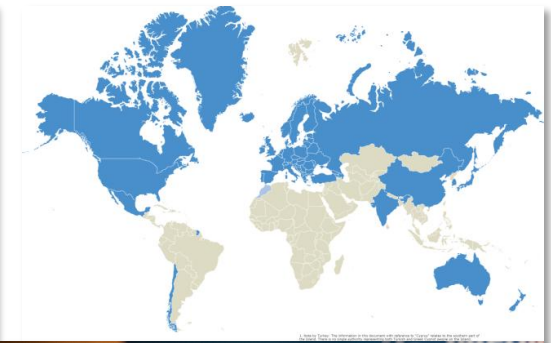 1. Note by Turkey: The information in this document with reference to "Cyprus" relates to the southern part of
the Island. There is no single authority representing both Turkish and Greek Cypriot people on the Island.